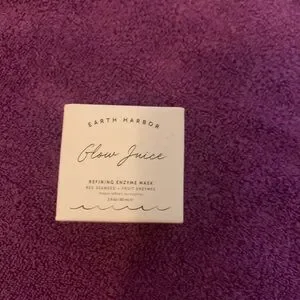 EARTH HARBOR
Glow Juice
REFINING ENZYME MASK
RED SEAWEED + FRUIT ENZYMES